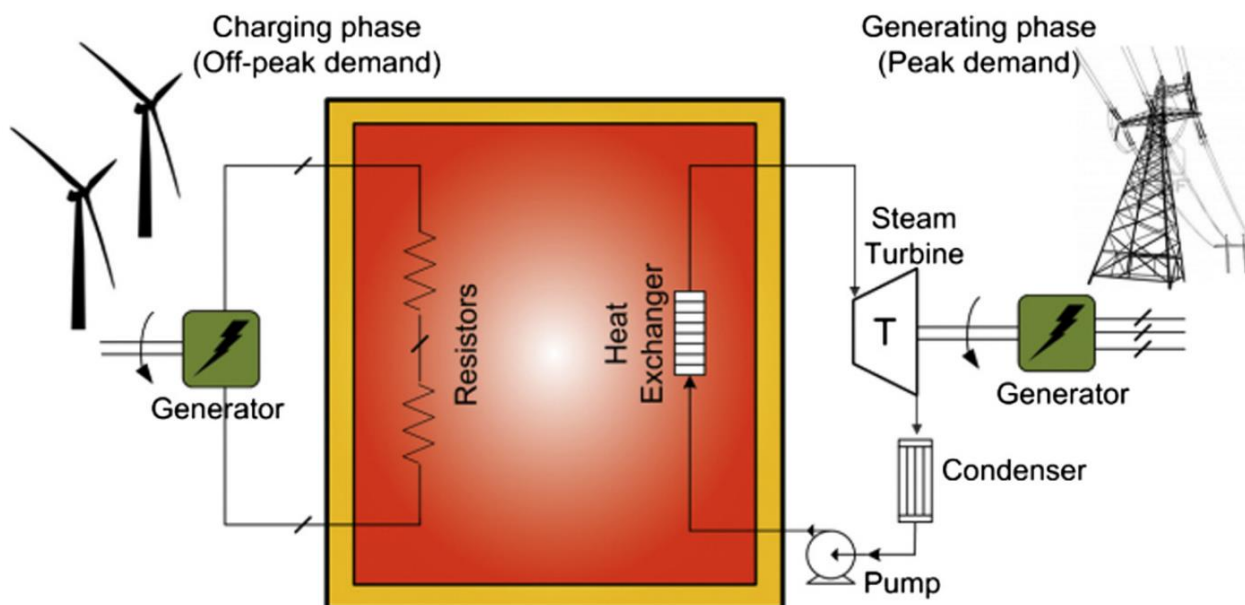 Charging phase
(Off-peak demand)
Generating phase
(Peak demand)
Steam
Turbine
Resistors
Heat
Exchanger
T
Generator
Generator
Condenser
Pump